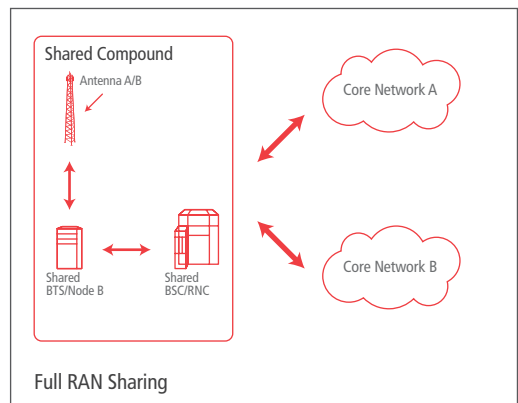 Shared Compound
Antenna A/B
Shared
BTS/Node B
Shared
BSC/RNC
Core Network A
Core Network B
Full RAN Sharing